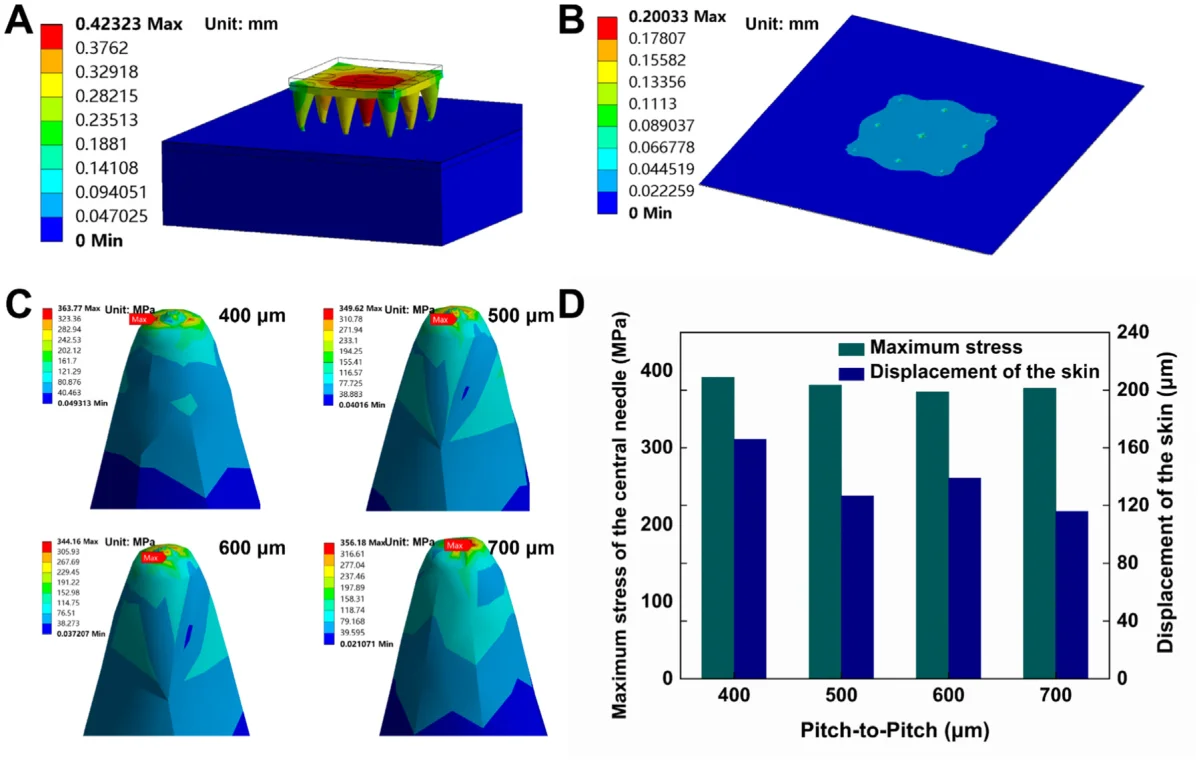 A
0.42323 Max
Unit: mm
0.3762
0.32918
0.28215
0.23513
0.1881
0.14108
0.094051
0.047025
0 Min
B
0.20033 Max
Unit: mm
0.17807
0.15582
0.13356
0.1113
0.089037
0.066778
0.044519
0.022259
0 Min
C
363.77 Max
Unit: MPa
400 µm
Max
323.36
282.94
242.53
202.12
161.7
121.29
80.876
40.463
0.049313 Min
349.62 Max
Unit: MPa
500 µm
Max
310.78
271.94
233.1
194.25
155.41
116.57
77.725
38.883
0.04016 Min
344.16 Max
Unit: MPa
600 µm
Max
305.93
267.69
229.45
191.22
152.98
114.75
76.51
38.273
0.037207 Min
356.18 Max
Unit: MPa
700 µm
Max
316.61
277.04
237.46
197.89
158.31
118.74
79.168
39.595
0.021071 Min
D
Maximum stress of the central needle (MPa)
400
300
200
100
0
Maximum stress
Displacement of the skin
240
200
160
120
80
40
0
Displacement of the skin (µm)
400 500 600 700
Pitch-to-Pitch (µm)